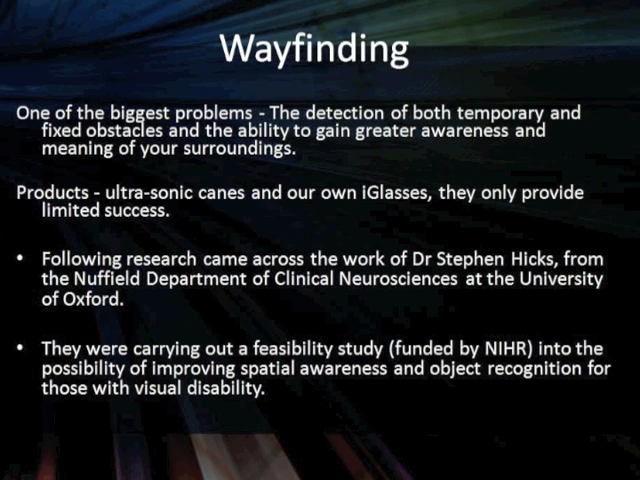 Wayfinding
One of the biggest problems - The detection of both temporary and
fixed obstacles and the ability to gain greater awareness and
meaning of your surroundings.
Products - ultra-sonic canes and our own iGlasses, they only provide
limited success.
• Following research came across the work of Dr Stephen Hicks, from
the Nuffield Department of Clinical Neurosciences at the University
of Oxford.
• They were carrying out a feasibility study (funded by NIHR) into the
possibility of improving spatial awareness and object recognition for
those with visual disability.